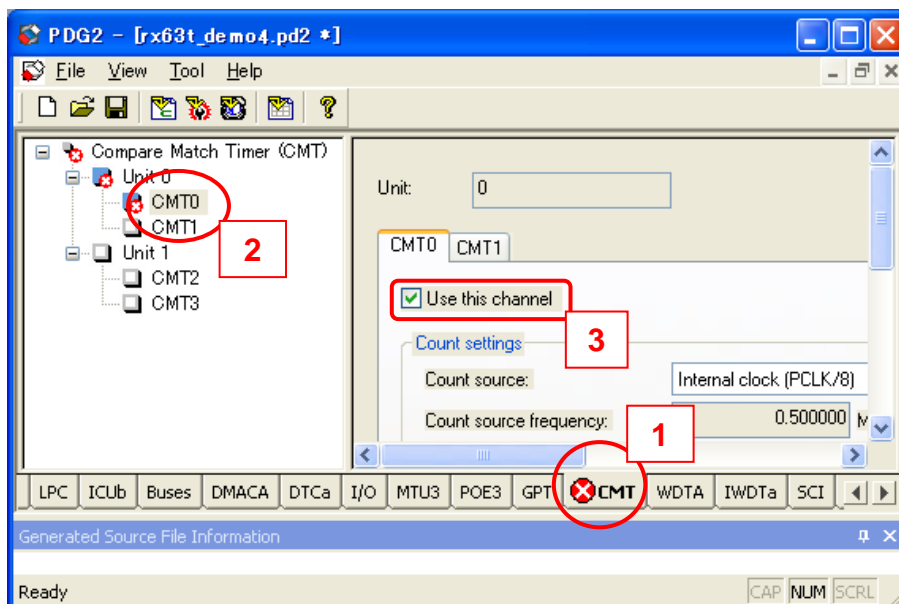 PDG2 - [rx63t_demo4.pd2 *]
File View Tool Help
Compare Match Timer (CMT)
Unit 0
CMT0
CMT1
Unit 1
CMT2
CMT3
2
Unit: 0
CMT0 CMT1
Use this channel
3
Count settings
Count source: Internal clock (PCLK/8)
Count source frequency: 0.500000 M
1
LPC ICUb Buses DMACA DTCa I/O MTU3 POE3 GPT CMT WDTA IWDTa SCI
Generated Source File Information
Ready CAP NUM SCRL